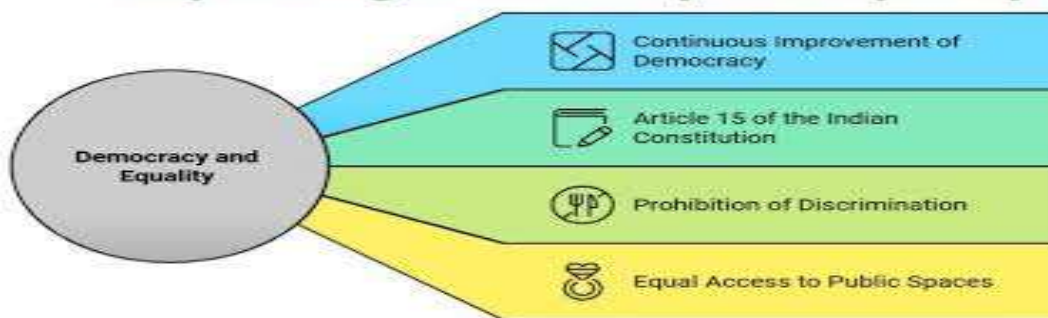 Democracy and
Equality
Continuous Improvement of
Democracy
Article 15 of the Indian
Constitution
Prohibition of Discrimination
Equal Access to Public Spaces